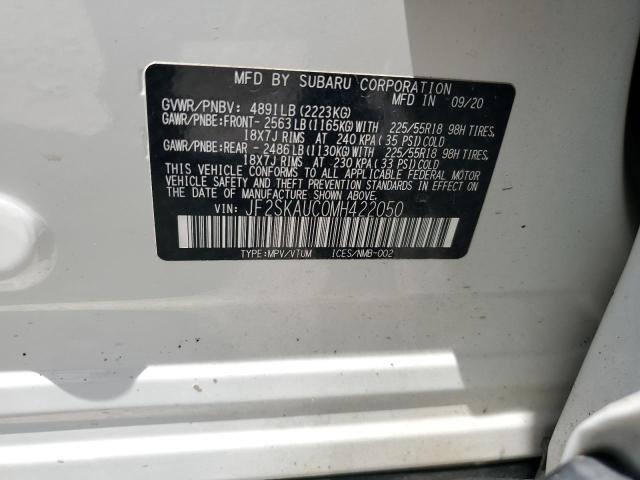 MFD BY SUBARU CORPORATION
GVWR/PNBV: 4891LB (2223KG) MFD IN 09/20
GAWR/PNBE:FRONT- 2563LB(1165KG)WITH 225/55R18 98H TIRES,
18X7J RIMS AT 240 KPA(35 PSI)COLD
GAWR/PNBE:REAR - 2486LB(1130KG)WITH 225/55R18 98H TIRES,
18X7J RIMS AT 230 KPA(33 PSI)COLD
THIS VEHICLE CONFORMS TO ALL APPLICABLE FEDERAL MOTOR
VEHICLE SAFETY AND THEFT PREVENTION STANDARDS IN EFFECT ON
THE DATE OF MANUFACTURE SHOWN ABOVE.
VIN: JF2SKAUC0MH422050
TYPE:MPV/VTUM ICES/NMB-002